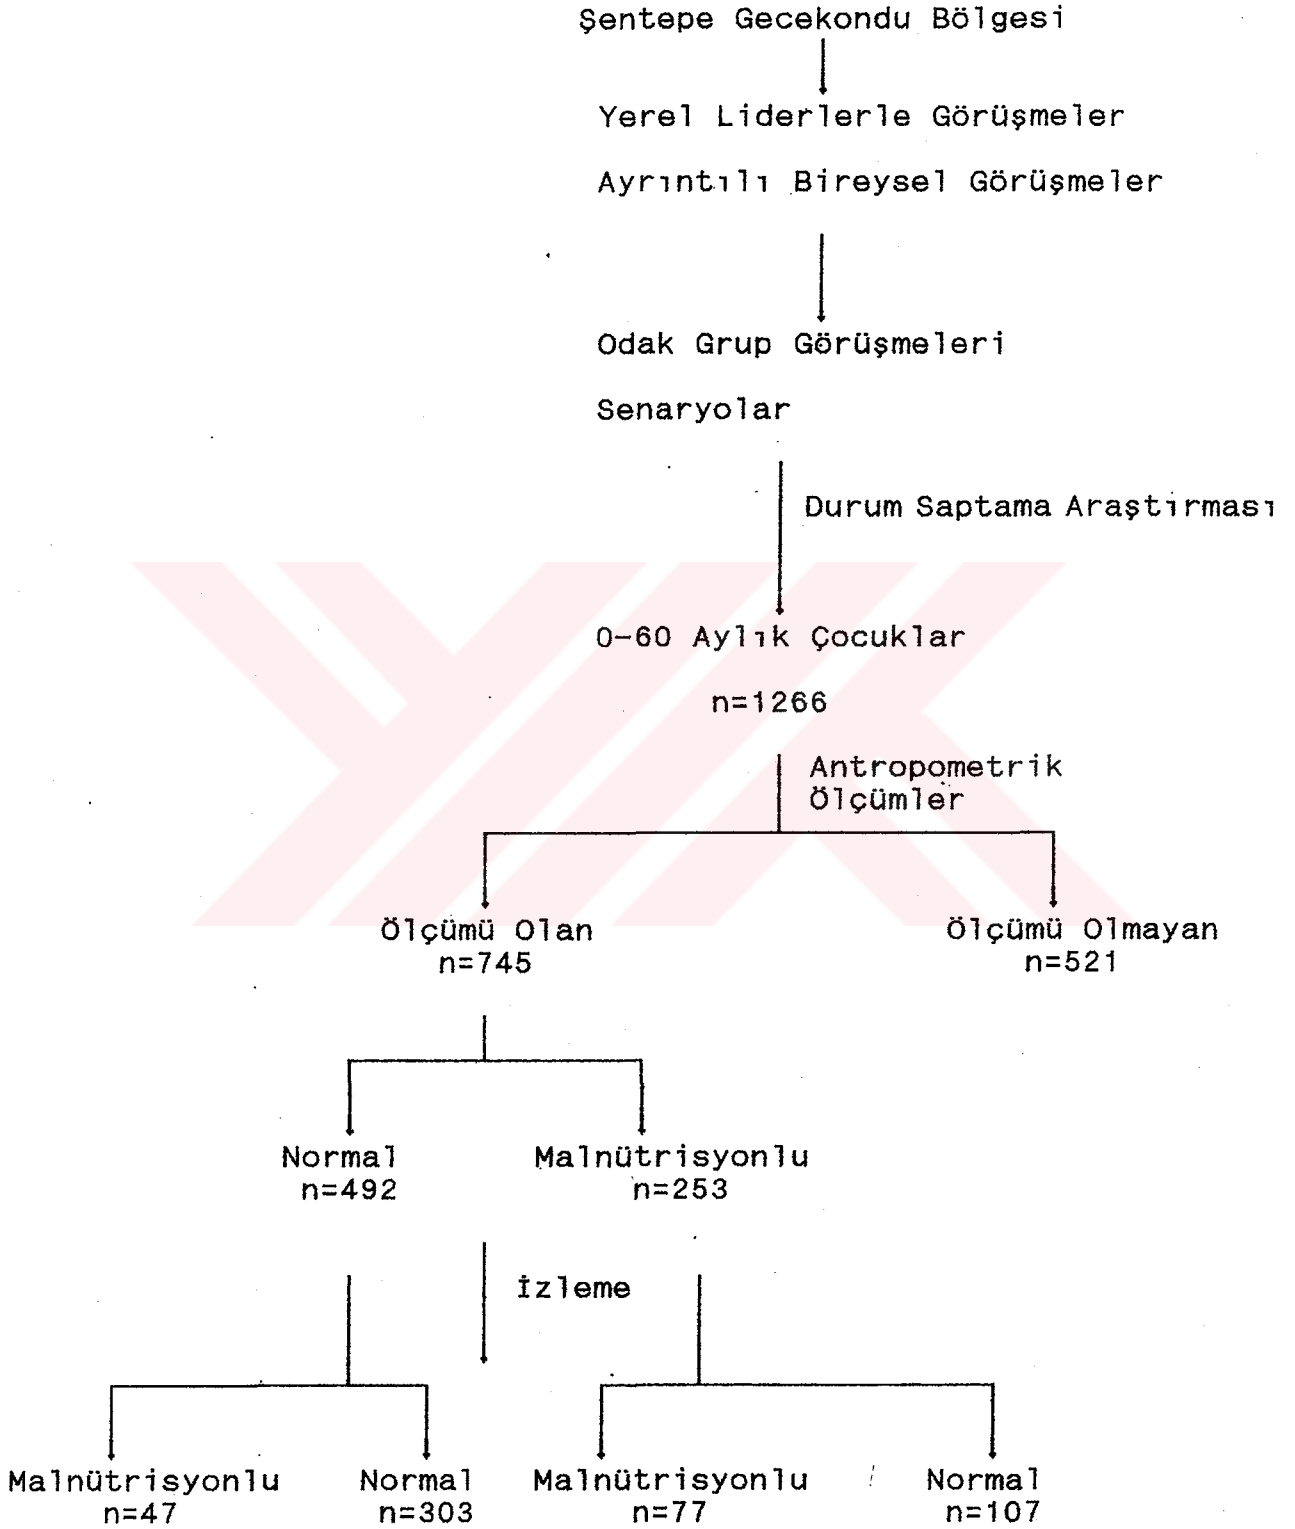 Şentepe Gecekondu Bölgesi
Yerel Liderlerle Görüşmeler
Ayrıntılı Bireysel Görüşmeler
Odak Grup Görüşmeleri
Senaryolar
Durum Saptama Araştırması
0-60 Aylık Çocuklar
n=1266
Antropometrik
Ölçümler
Ölçümü Olan
n=745
Ölçümü Olmayan
n=521
Normal
n=492
Malnütrisyonlu
n=253
İzleme
Malnütrisyonlu
n=47
Normal
n=303
Malnütrisyonlu
n=77
Normal
n=107